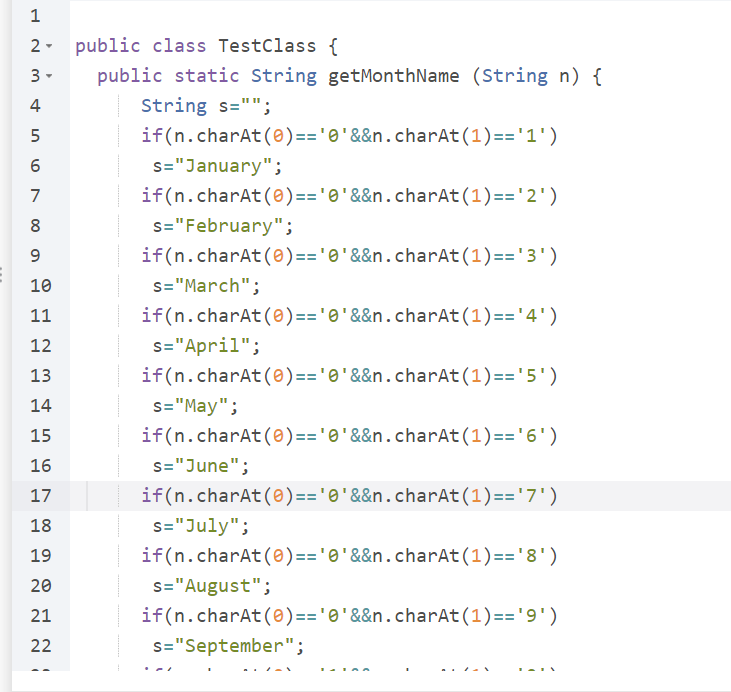 1
2 public class TestClass {
3 public static String getMonthName (String n) {
4 String s="";
5 if(n.charAt(0)=='0'&&n.charAt(1)=='1')
6 s="January";
7 if(n.charAt(0)=='0'&&n.charAt(1)=='2')
8 s="February";
9 if(n.charAt(0)=='0'&&n.charAt(1)=='3')
10 s="March";
11 if(n.charAt(0)=='0'&&n.charAt(1)=='4')
12 s="April";
13 if(n.charAt(0)=='0'&&n.charAt(1)=='5')
14 s="May";
15 if(n.charAt(0)=='0'&&n.charAt(1)=='6')
16 s="June";
17 if(n.charAt(0)=='0'&&n.charAt(1)=='7')
18 s="July";
19 if(n.charAt(0)=='0'&&n.charAt(1)=='8')
20 s="August";
21 if(n.charAt(0)=='0'&&n.charAt(1)=='9')
22 s="September";